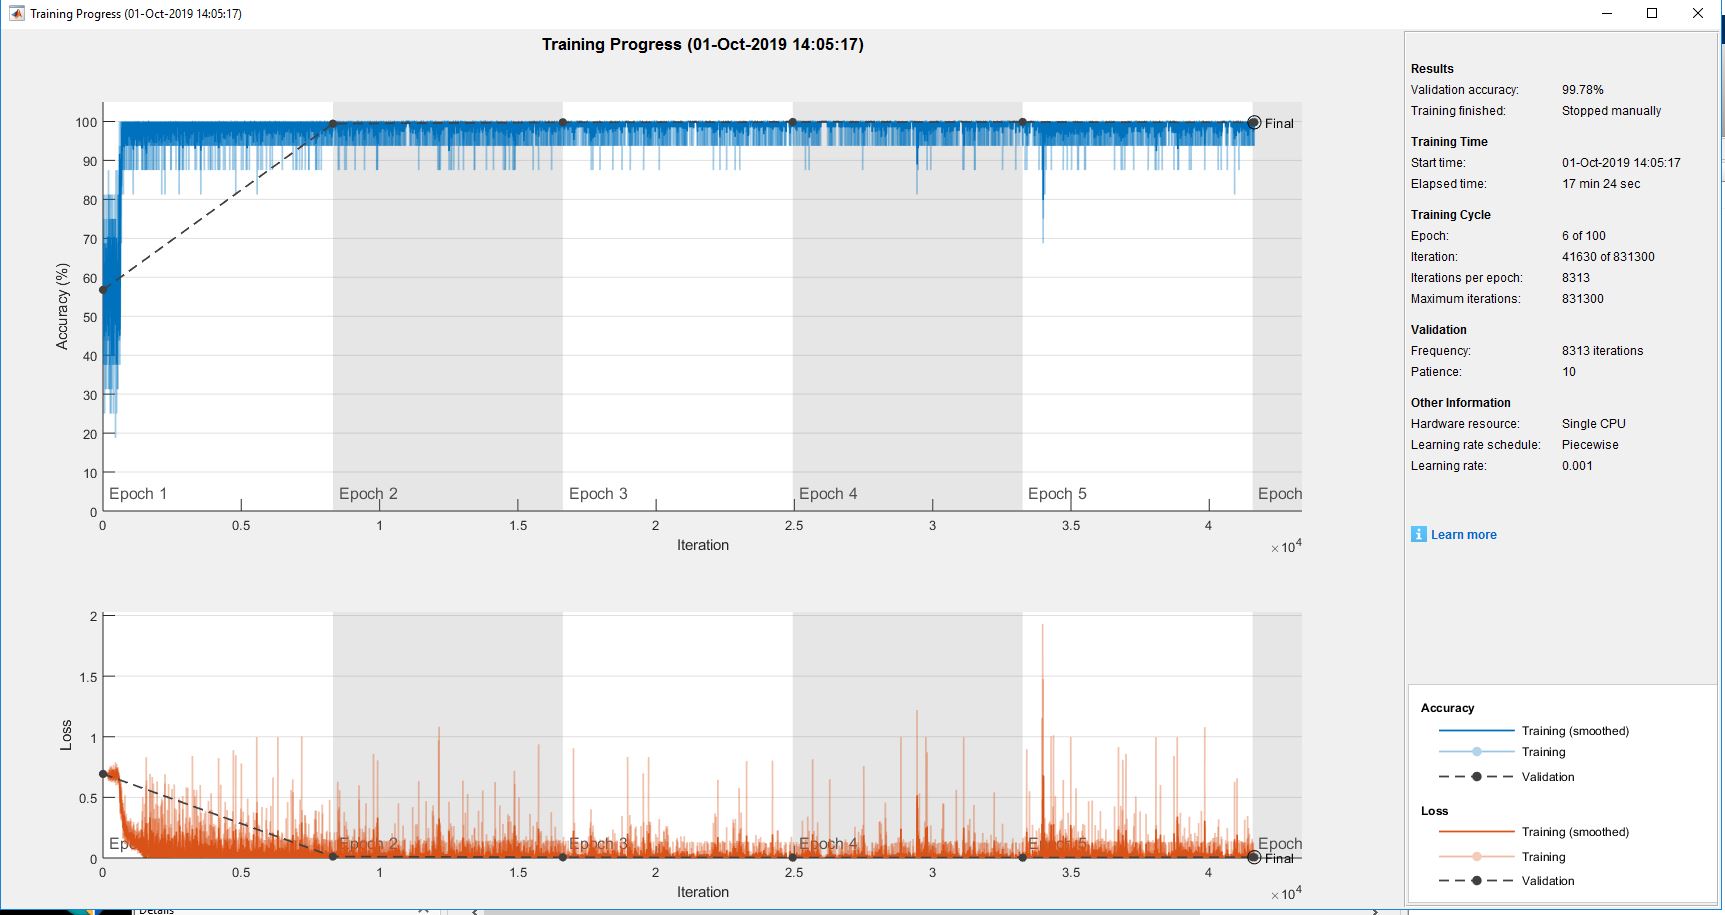 Training Progress (01-Oct-2019 14:05:17)
Training Progress (01-Oct-2019 14:05:17)
100
90
80
70
60
50
40
30
20
10
0
Accuracy (%)
Epoch 1
Epoch 2
Epoch 3
Epoch 4
Epoch 5
Epoch
Final
0
0.5
1
1.5
2
2.5
3
3.5
4
×10⁴
Iteration
2
1.5
1
0.5
0
Loss
Ep
Epoch 2
Epoch 3
Epoch 4
Epoch 5
Epoch
Final
0
0.5
1
1.5
2
2.5
3
3.5
4
×10⁴
Iteration
Results
Validation accuracy: 99.78%
Training finished: Stopped manually
Training Time
Start time: 01-Oct-2019 14:05:17
Elapsed time: 17 min 24 sec
Training Cycle
Epoch: 6 of 100
Iteration: 41630 of 831300
Iterations per epoch: 8313
Maximum iterations: 831300
Validation
Frequency: 8313 iterations
Patience: 10
Other Information
Hardware resource: Single CPU
Learning rate schedule: Piecewise
Learning rate: 0.001
i Learn more
Accuracy
Training (smoothed)
Training
Validation
Loss
Training (smoothed)
Training
Validation
Details